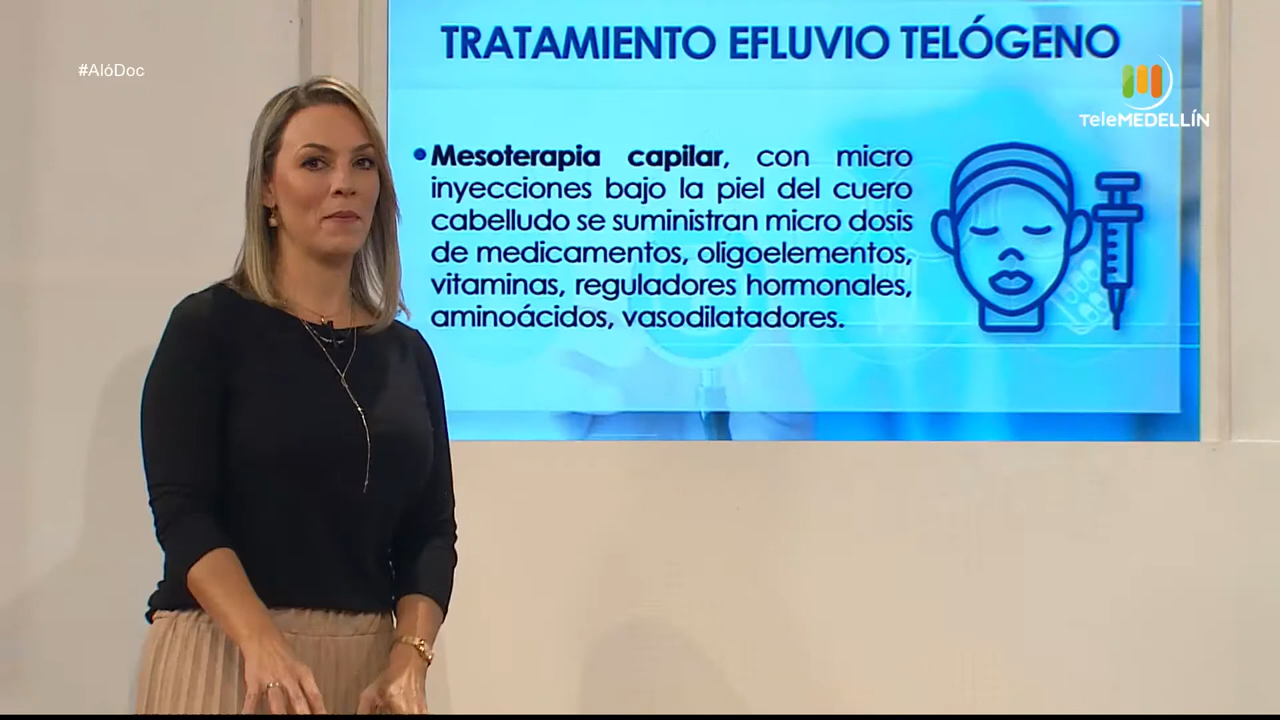 TRATAMIENTO EFLUVIO TELÓGENO
#AlóDoc
TeleMEDELLÍN
•Mesoterapia capilar, con micro
inyecciones bajo la piel del cuero
cabelludo se suministran micro dosis
de medicamentos, oligoelementos,
vitaminas, reguladores hormonales,
aminoácidos, vasodilatadores.